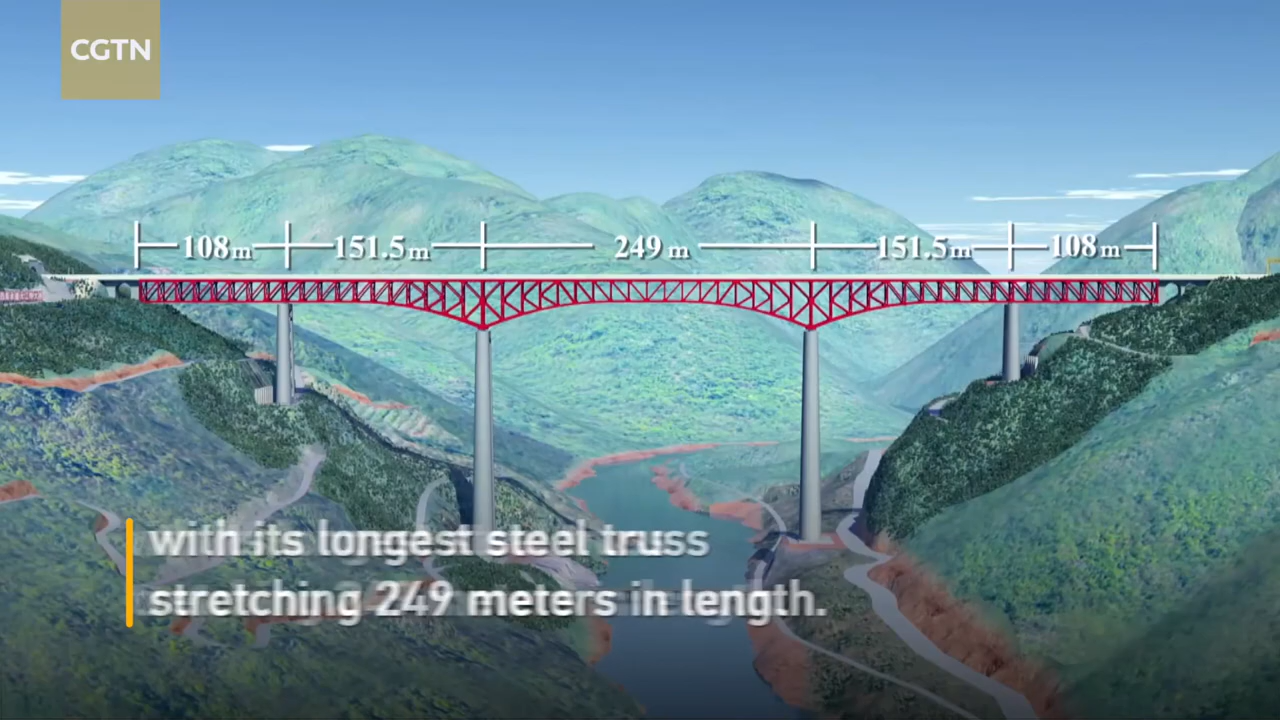 CGTN
108m 151.5m 249 m 151.5m 108m
with its longest steel truss
stretching 249 meters in length.